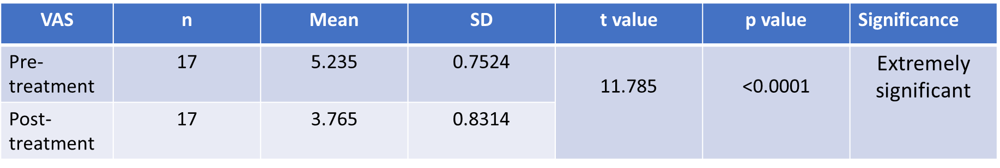 VAS n Mean SD t value p value Significance
Pre- 17 5.235 0.7524 11.785 <0.0001 Extremely
treatment significant
Post- 17 3.765 0.8314
treatment